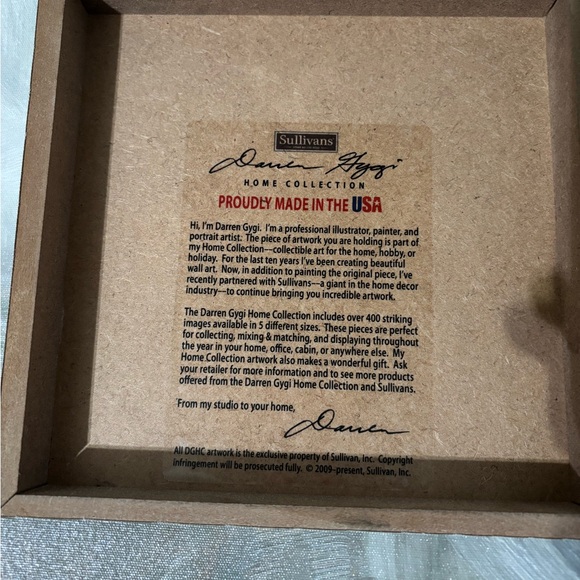 Sullivans
Darren Gygi
HOME COLLECTION
PROUDLY MADE IN THE USA
Hi, I'm Darren Gygi. I'm a professional illustrator, painter, and
portrait artist. The piece of artwork you are holding is part of
my Home Collection—collectible art for the home, hobby, or
holiday. For the last ten years I've been creating beautiful
wall art. Now, in addition to painting the original piece, I've
recently partnered with Sullivans—a giant in the home decor
industry—to continue bringing you incredible artwork.
The Darren Gygi Home Collection includes over 400 striking
images available in 5 different sizes. These pieces are perfect
for collecting, mixing & matching, and displaying throughout
the year in your home, office, cabin, or anywhere else. My
Home Collection artwork also makes a wonderful gift. Ask
your retailer for more information and to see more products
offered from the Darren Gygi Home Collection and Sullivans.
From my studio to your home,
Darren
All DGHC artwork is the exclusive property of Sullivan, Inc. Copyright
infringement will be prosecuted fully. © 2009-present, Sullivan, Inc.